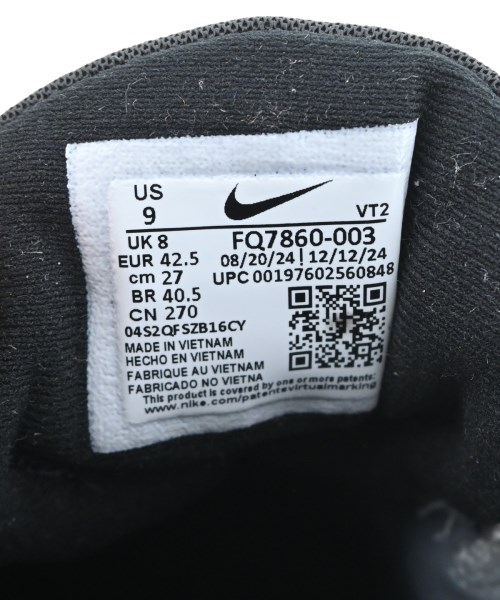 US
9
VT2
UK 8
FQ7860-003
EUR 42.5
08/20/24 | 12/12/24
cm 27
UPC 00197602560848
BR 40.5
CN 270
04S2QFSZB16CY
MADE IN VIETNAM
HECHO EN VIETNAM
FABRIQUE AU VIETNAM
FABRICADO NO VIETNA
This product is covered by one or more patents:
www.nike.com/patentsvirtualmarking